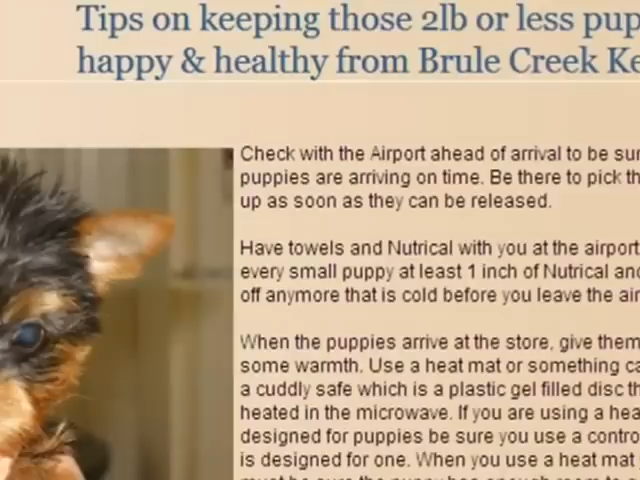 Tips on keeping those 2lb or less pup
happy & healthy from Brule Creek Ke
Check with the Airport ahead of arrival to be sur
puppies are arriving on time. Be there to pick th
up as soon as they can be released.
Have towels and Nutrical with you at the airport
every small puppy at least 1 inch of Nutrical and
off anymore that is cold before you leave the air
When the puppies arrive at the store, give them
some warmth. Use a heat mat or something ca
a cuddly safe which is a plastic gel filled disc th
heated in the microwave. If you are using a hea
designed for puppies be sure you use a contro
is designed for one. When you use a heat mat